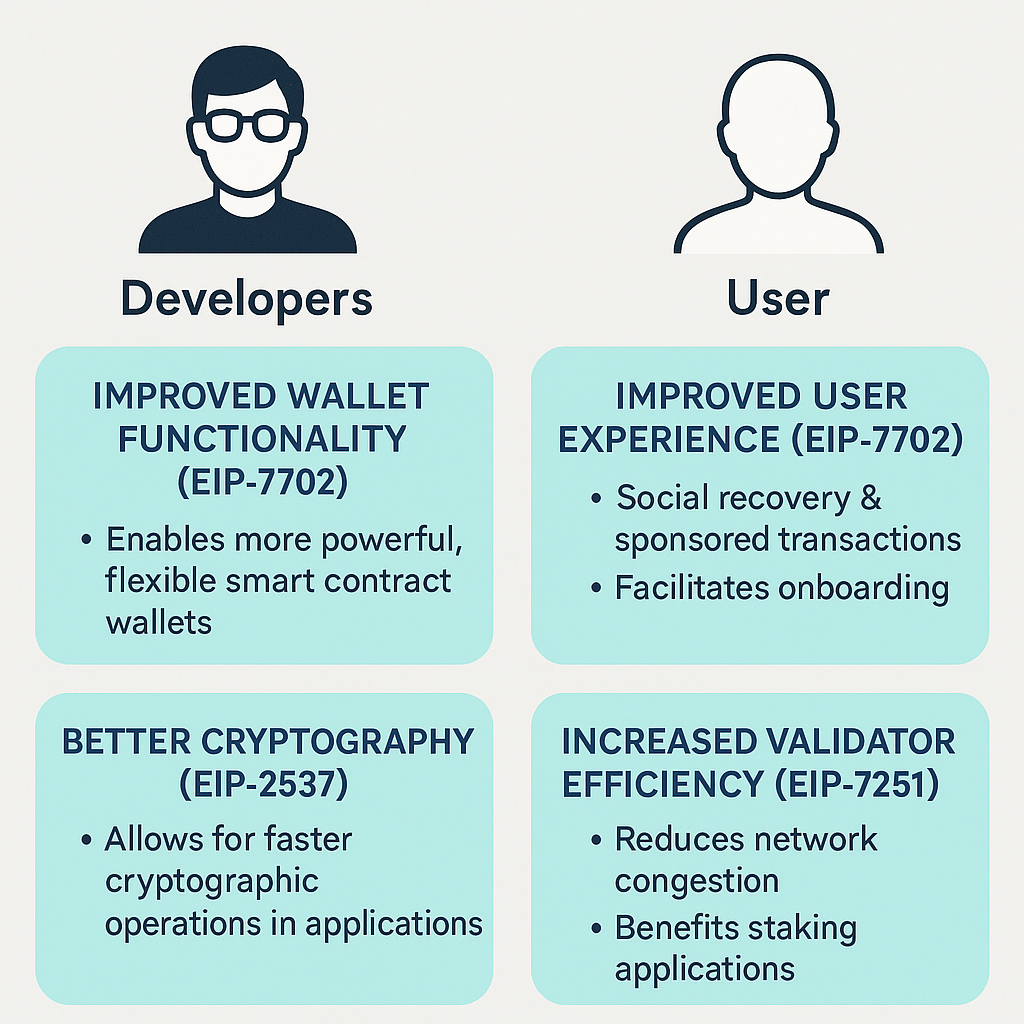 Developers
IMPROVED WALLET
FUNCTIONALITY
(EIP-7702)
• Enables more powerful,
flexible smart contract
wallets
BETTER CRYPTOGRAPHY
(EIP-2537)
• Allows for faster
cryptographic
operations in applications
User
IMPROVED USER
EXPERIENCE (EIP-7702)
• Social recovery &
sponsored transactions
• Facilitates onboarding
INCREASED VALIDATOR
EFFICIENCY (EIP-7251)
• Reduces network
congestion
• Benefits staking
applications